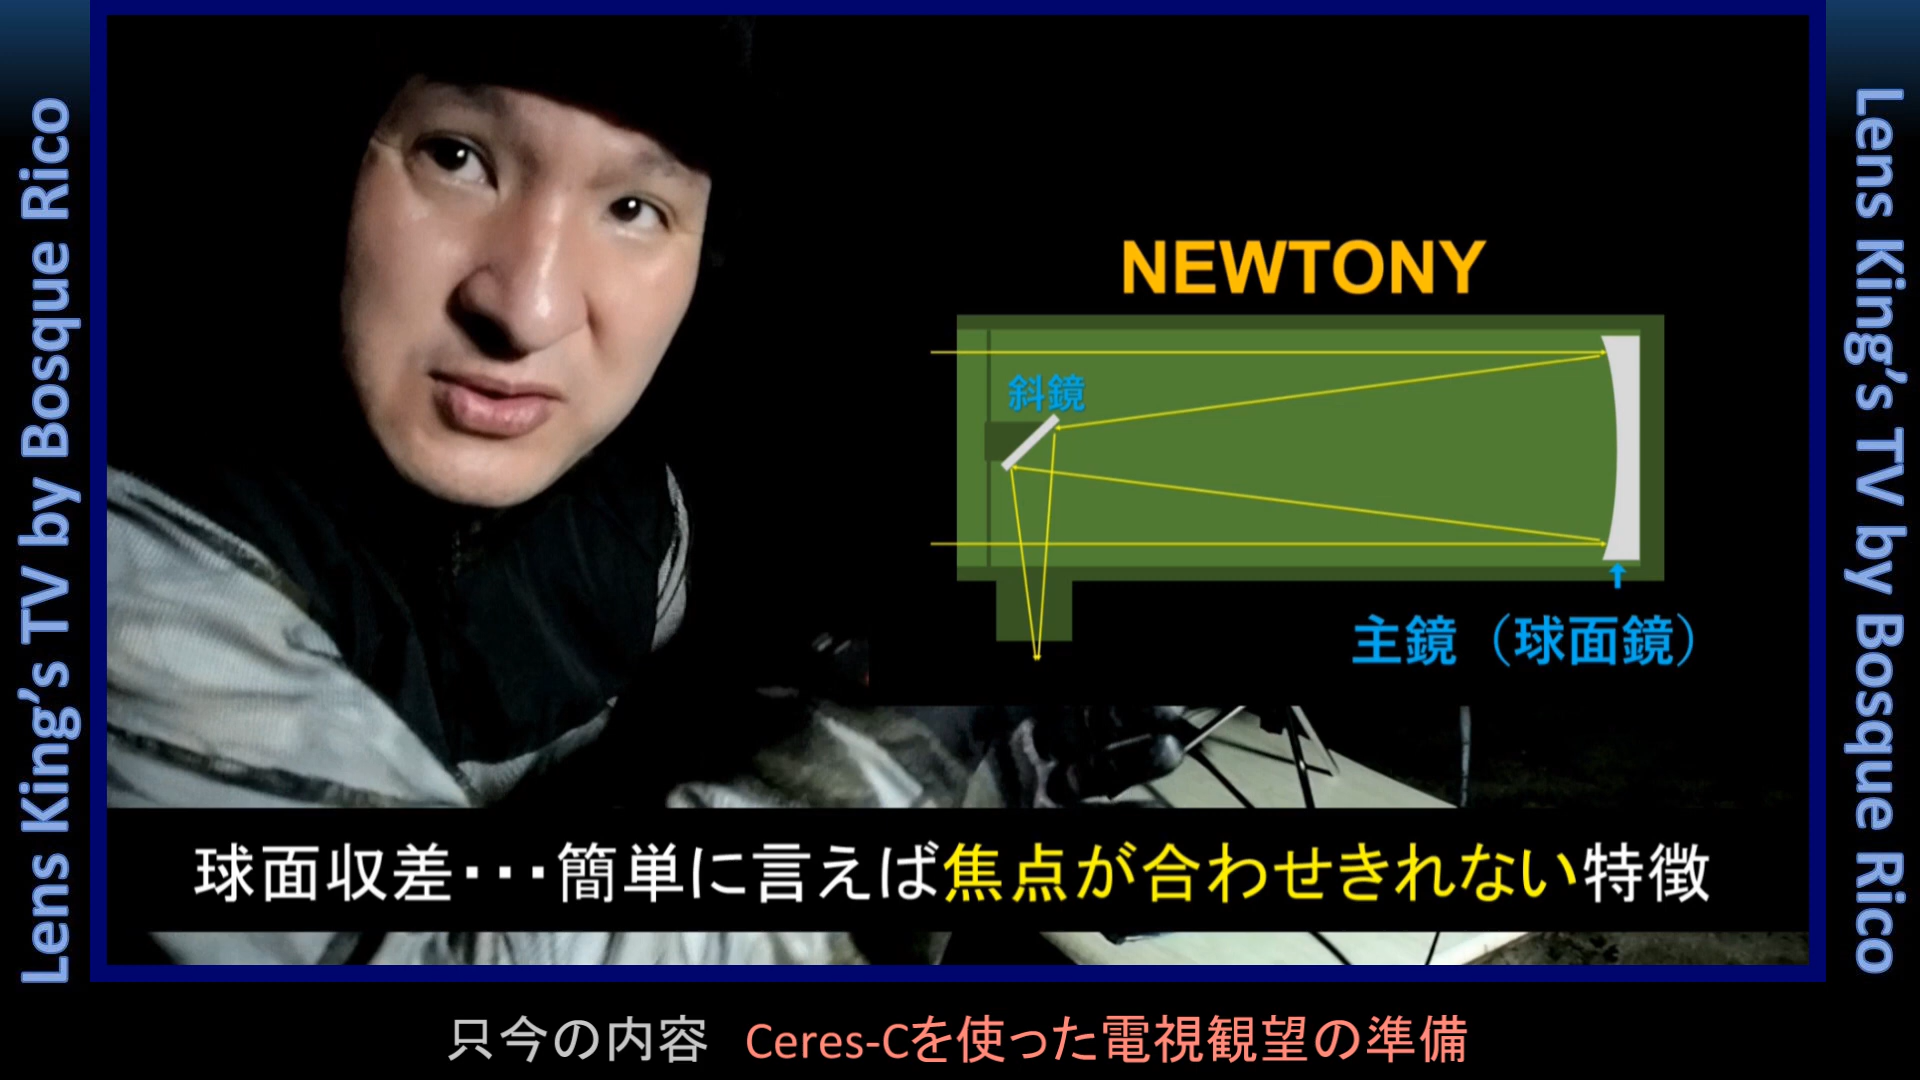 Lens King's TV by Bosque Rico
NEWTONY
斜鏡
主鏡（球面鏡）
球面収差･･･簡単に言えば焦点が合わせきれない特徴
只今の内容　Ceres-Cを使った電視観望の準備
Lens King's TV by Bosque Rico